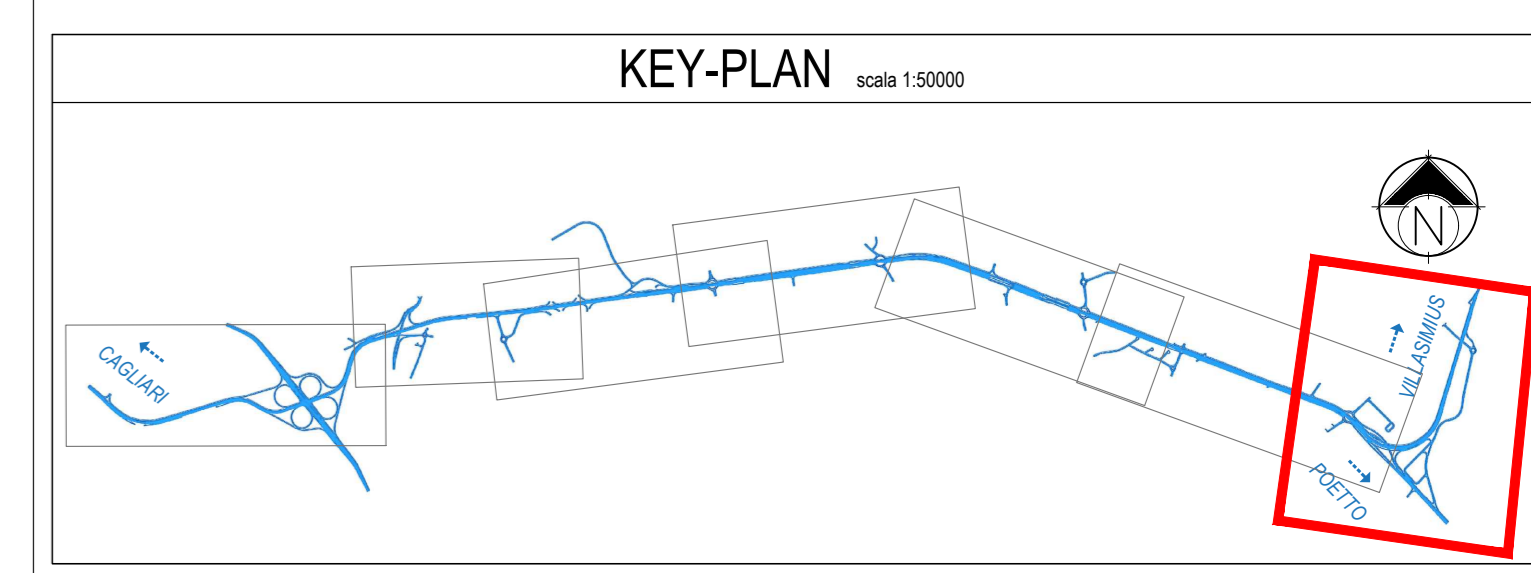 KEY-PLAN scala 1:50000
N
CAGLIARI
VILLASIMIUS
POETTO